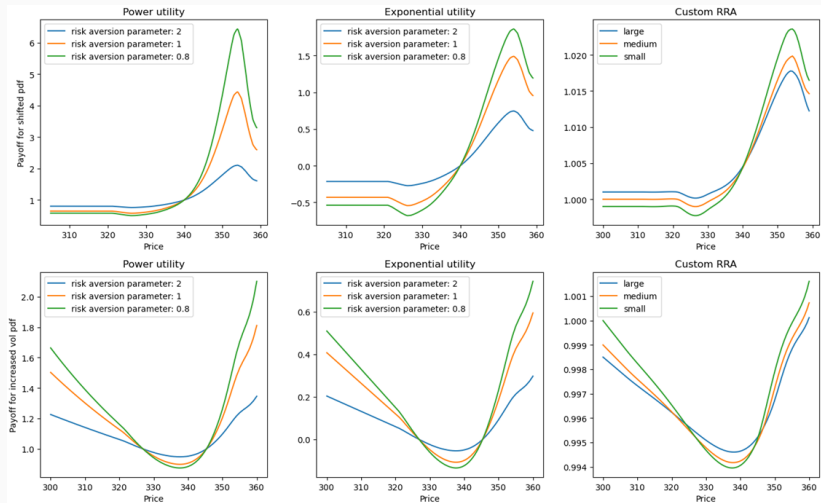 Power utility
Exponential utility
Custom RRA
Payoff for shifted pdf
6
5
4
3
2
1
risk aversion parameter: 2
risk aversion parameter: 1
risk aversion parameter: 0.8
310 320 330 340 350 360
Price
1.5
1.0
0.5
0.0
−0.5
risk aversion parameter: 2
risk aversion parameter: 1
risk aversion parameter: 0.8
300 310 320 330 340 350 360
Price
1.020
1.015
1.010
1.005
1.000
large
medium
small
300 310 320 330 340 350 360
Price
Power utility
Exponential utility
Custom RRA
Payoff for increased vol pdf
2.0
1.8
1.6
1.4
1.2
1.0
risk aversion parameter: 2
risk aversion parameter: 1
risk aversion parameter: 0.8
300 310 320 330 340 350 360
Price
0.6
0.4
0.2
0.0
risk aversion parameter: 2
risk aversion parameter: 1
risk aversion parameter: 0.8
300 310 320 330 340 350 360
Price
1.001
1.000
0.999
0.998
0.997
0.996
0.995
0.994
large
medium
small
300 310 320 330 340 350 360
Price